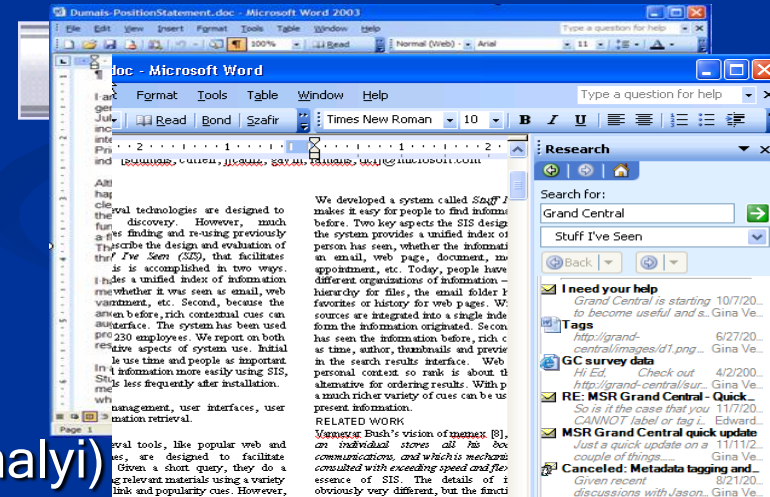 Dumais-PositionStatement.doc - Microsoft Word 2003
File Edit View Insert Format Tools Table Window Help Type a question for help
100% Read Normal (Web) Arial 11
doc - Microsoft Word
Format Tools Table Window Help Type a question for help
Read Bond Szafir Times New Roman 10 B I U
[sdumais, cutrell, jjcadiz, gavin, ramans, dcr]@microsoft.com
eval technologies are designed to
discovery. However, much
es finding and re-using previously
escribe the design and evaluation of
I've Seen (SIS), that facilitates
is is accomplished in two ways.
des a unified index of information
whether it was seen as email, web
ment, etc. Second, because the
en before, rich contextual cues can
terface. The system has been used
230 employees. We report on both
tive aspects of system use. Initial
le use time and people as important
t information more easily using SIS,
ls less frequently after installation.
management, user interfaces, user
mation retrieval.
eval tools, like popular web and
es, are designed to facilitate
Given a short query, they do a
g relevant materials using a variety
link and popularity cues. However,
We developed a system called Stuff I
makes it easy for people to find informa
before. Two key aspects the SIS design
the system provides a unified index of
person has seen, whether the informati
an email, web page, document, m
appointment, etc. Today, people have
different organizations of information –
hierarchy for files, the email folder h
favorites or history for web pages. Wi
sources are integrated into a single inde
form the information originated. Secon
has seen the information before, rich c
as time, author, thumbnails and previe
in the search results interface. Web
personal context so rank is about th
alternative for ordering results. With p
a much richer variety of cues can be us
present information.
RELATED WORK
Vannevar Bush's vision of memex [8],
an individual stores all his boo
communications, and which is mechani
consulted with exceeding speed and flex
essence of SIS. The details of i
obviously very different, but the functi
Research
Search for:
Grand Central
Stuff I've Seen
Back
I need your help
Grand Central is starting 10/7/20...
to become useful and s... Gina Ve...
Tags
http://grand- 6/27/20...
central/images/d1.png... Gina Ve...
GC survey data
Hi Ed, Check out 4/2/200...
http://grand-central/sur... Gina Ve...
RE: MSR Grand Central - Quick...
So is it the case that you 11/7/20...
CANNOT label or tag i... Edward...
MSR Grand Central quick update
Just a quick update on a 11/11/2...
couple of things...... Gina Ve...
Canceled: Metadata tagging and...
Given recent 8/21/20...
discussions with Jason... Gina Ve...
Page 1
nalyi)